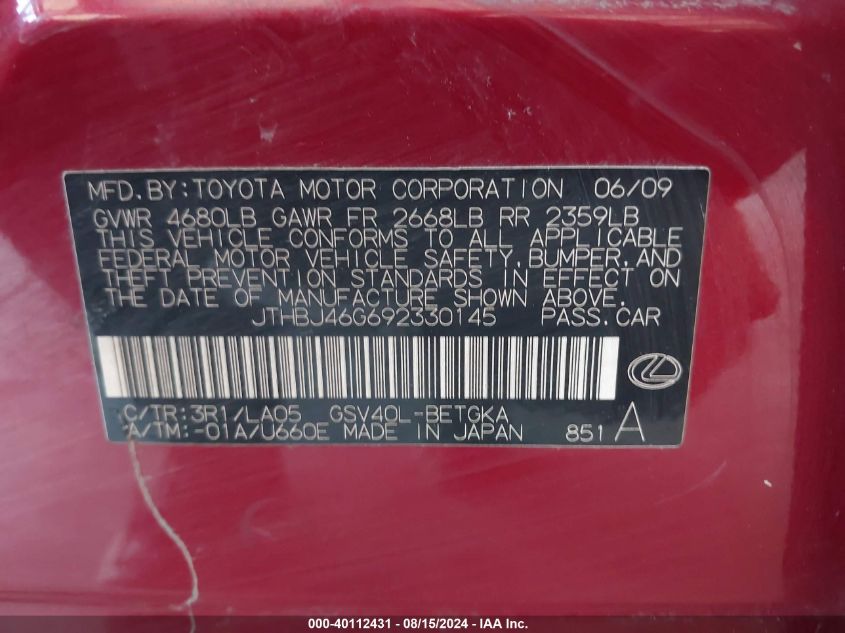 MFD. BY: TOYOTA MOTOR CORPORATION 06/09
GVWR 4680LB GAWR FR 2668LB RR 2359LB
THIS VEHICLE CONFORMS TO ALL APPLICABLE
FEDERAL MOTOR VEHICLE SAFETY, BUMPER, AND
THEFT PREVENTION STANDARDS IN EFFECT ON
THE DATE OF MANUFACTURE SHOWN ABOVE.
JTHBJ46G692330145 PASS. CAR
C/TR: 3R1/LA05 GSV40L-BETGKA
A/TM: -01A/U660E MADE IN JAPAN 851 A
000-40112431 - 08/15/2024 - IAA Inc.